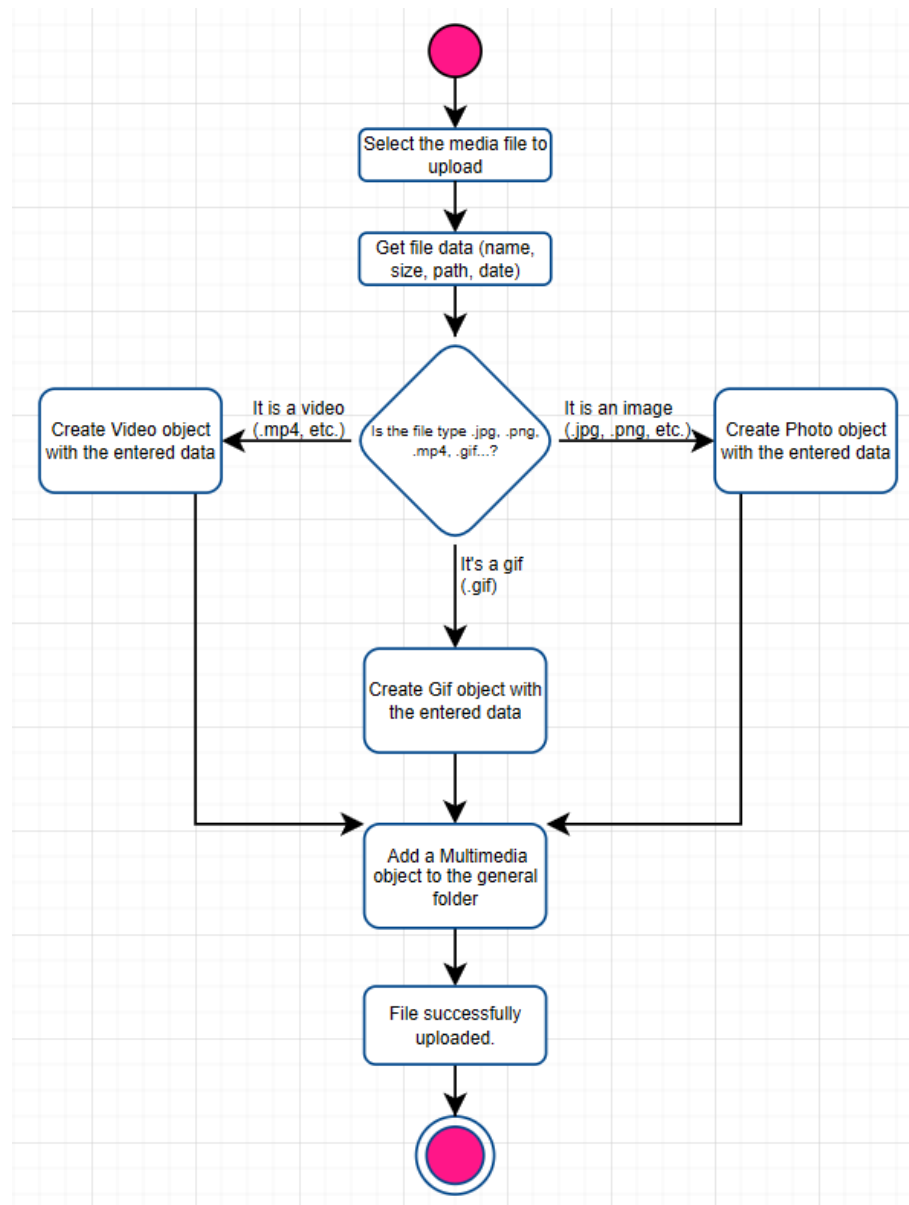 Select the media file to
upload
Get file data (name,
size, path, date)
It is a video
(.mp4, etc.)
Is the file type .jpg, .png,
.mp4, .gif...?
It is an image
(.jpg, .png, etc.)
Create Video object
with the entered data
Create Photo object
with the entered data
It's a gif
(.gif)
Create Gif object with
the entered data
Add a Multimedia
object to the general
folder
File successfully
uploaded.